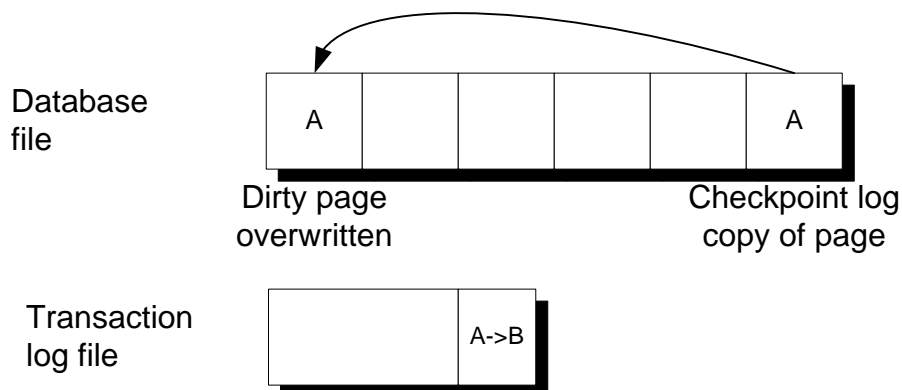 Database
file
A
A
Dirty page
overwritten
Checkpoint log
copy of page
Transaction
log file
A->B